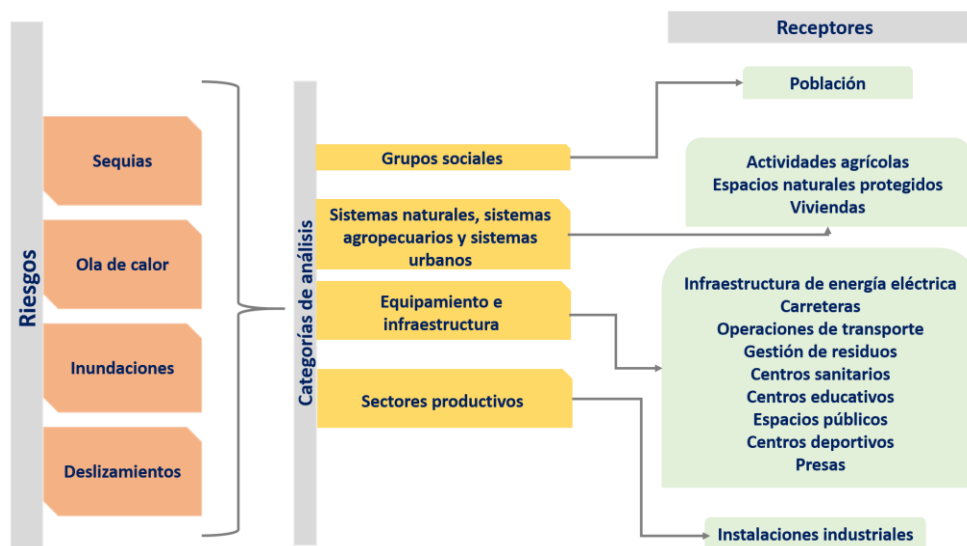 Riesgos
Sequias
Ola de calor
Inundaciones
Deslizamientos
Categorías de análisis
Grupos sociales
Sistemas naturales, sistemas
agropecuarios y sistemas
urbanos
Equipamiento e
infraestructura
Sectores productivos
Receptores
Población
Actividades agrícolas
Espacios naturales protegidos
Viviendas
Infraestructura de energía eléctrica
Carreteras
Operaciones de transporte
Gestión de residuos
Centros sanitarios
Centros educativos
Espacios públicos
Centros deportivos
Presas
Instalaciones industriales